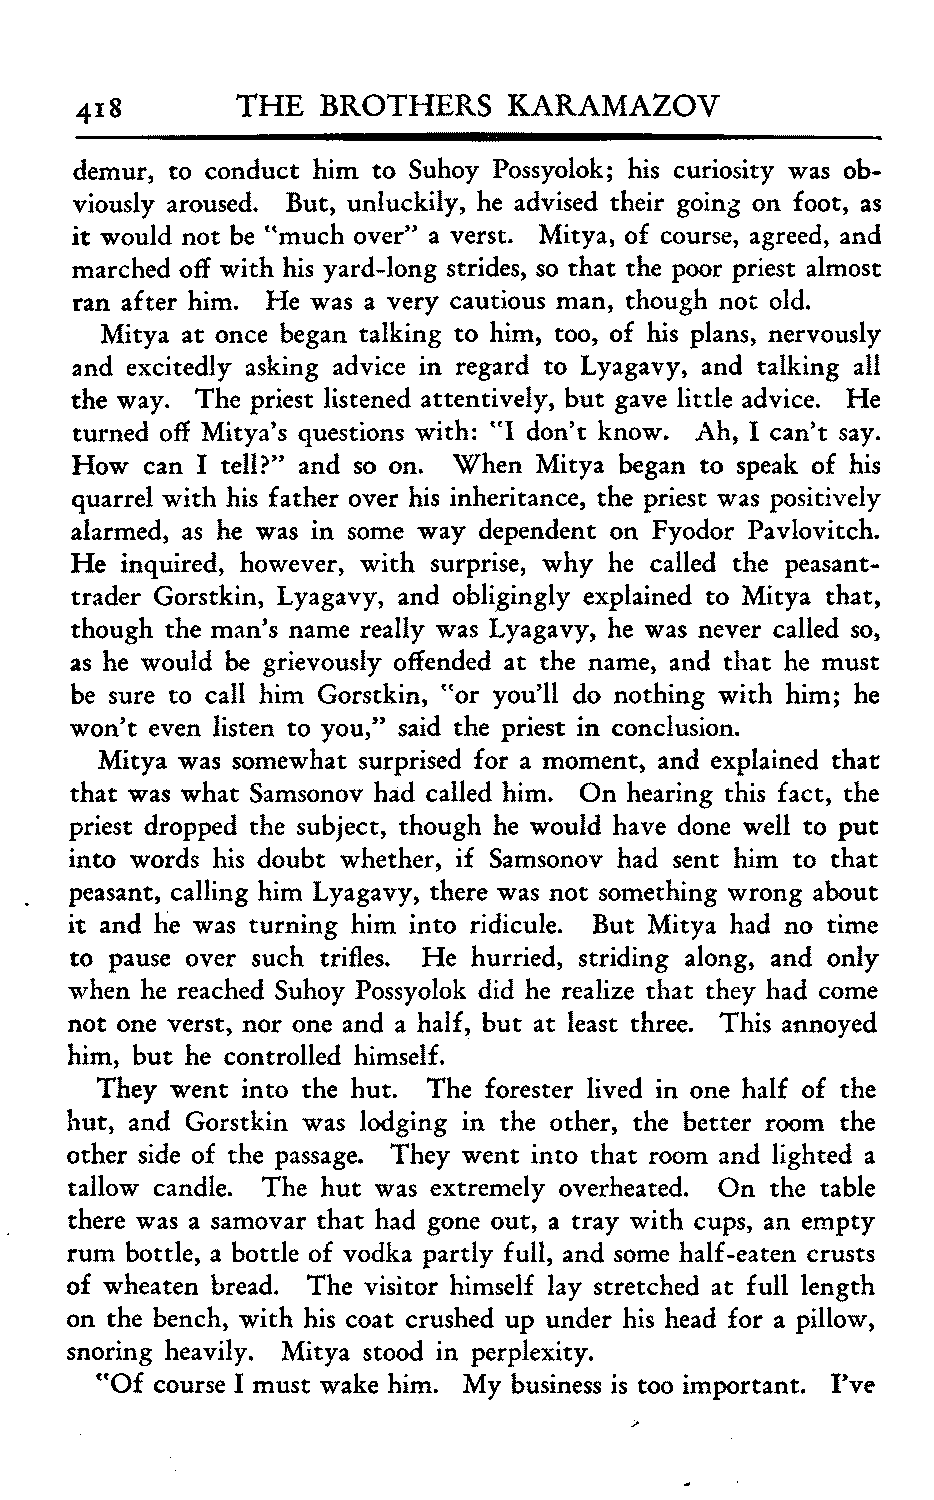 418 THE BROTHERS KARAMAZOV
demur, to conduct him to Suhoy Possyolok; his curiosity was ob-
viously aroused. But, unluckily, he advised their going on foot, as
it would not be "much over" a verst. Mitya, of course, agreed, and
marched off with his yard-long strides, so that the poor priest almost
ran after him. He was a very cautious man, though not old.
Mitya at once began talking to him, too, of his plans, nervously
and excitedly asking advice in regard to Lyagavy, and talking all
the way. The priest listened attentively, but gave little advice. He
turned off Mitya's questions with: "I don't know. Ah, I can't say.
How can I tell?" and so on. When Mitya began to speak of his
quarrel with his father over his inheritance, the priest was positively
alarmed, as he was in some way dependent on Fyodor Pavlovitch.
He inquired, however, with surprise, why he called the peasant-
trader Gorstkin, Lyagavy, and obligingly explained to Mitya that,
though the man's name really was Lyagavy, he was never called so,
as he would be grievously offended at the name, and that he must
be sure to call him Gorstkin, "or you'll do nothing with him; he
won't even listen to you," said the priest in conclusion.
Mitya was somewhat surprised for a moment, and explained that
that was what Samsonov had called him. On hearing this fact, the
priest dropped the subject, though he would have done well to put
into words his doubt whether, if Samsonov had sent him to that
peasant, calling him Lyagavy, there was not something wrong about
it and he was turning him into ridicule. But Mitya had no time
to pause over such trifles. He hurried, striding along, and only
when he reached Suhoy Possyolok did he realize that they had come
not one verst, nor one and a half, but at least three. This annoyed
him, but he controlled himself.
They went into the hut. The forester lived in one half of the
hut, and Gorstkin was lodging in the other, the better room the
other side of the passage. They went into that room and lighted a
tallow candle. The hut was extremely overheated. On the table
there was a samovar that had gone out, a tray with cups, an empty
rum bottle, a bottle of vodka partly full, and some half-eaten crusts
of wheaten bread. The visitor himself lay stretched at full length
on the bench, with his coat crushed up under his head for a pillow,
snoring heavily. Mitya stood in perplexity.
"Of course I must wake him. My business is too important. I've